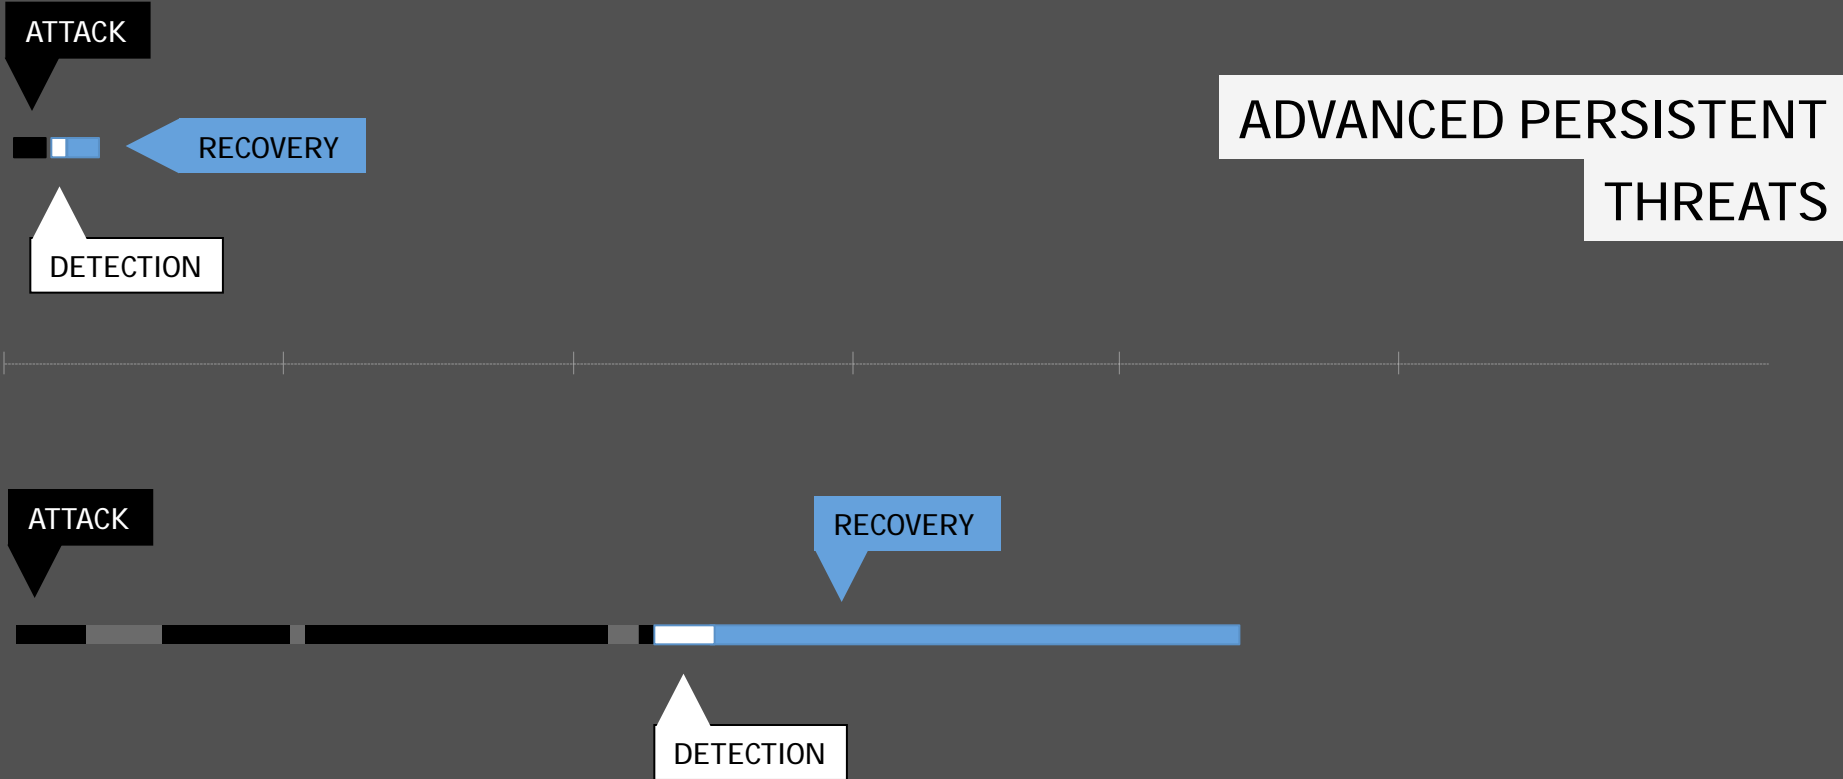 ATTACK
ADVANCED PERSISTENT
THREATS
RECOVERY
DETECTION
ATTACK
RECOVERY
DETECTION